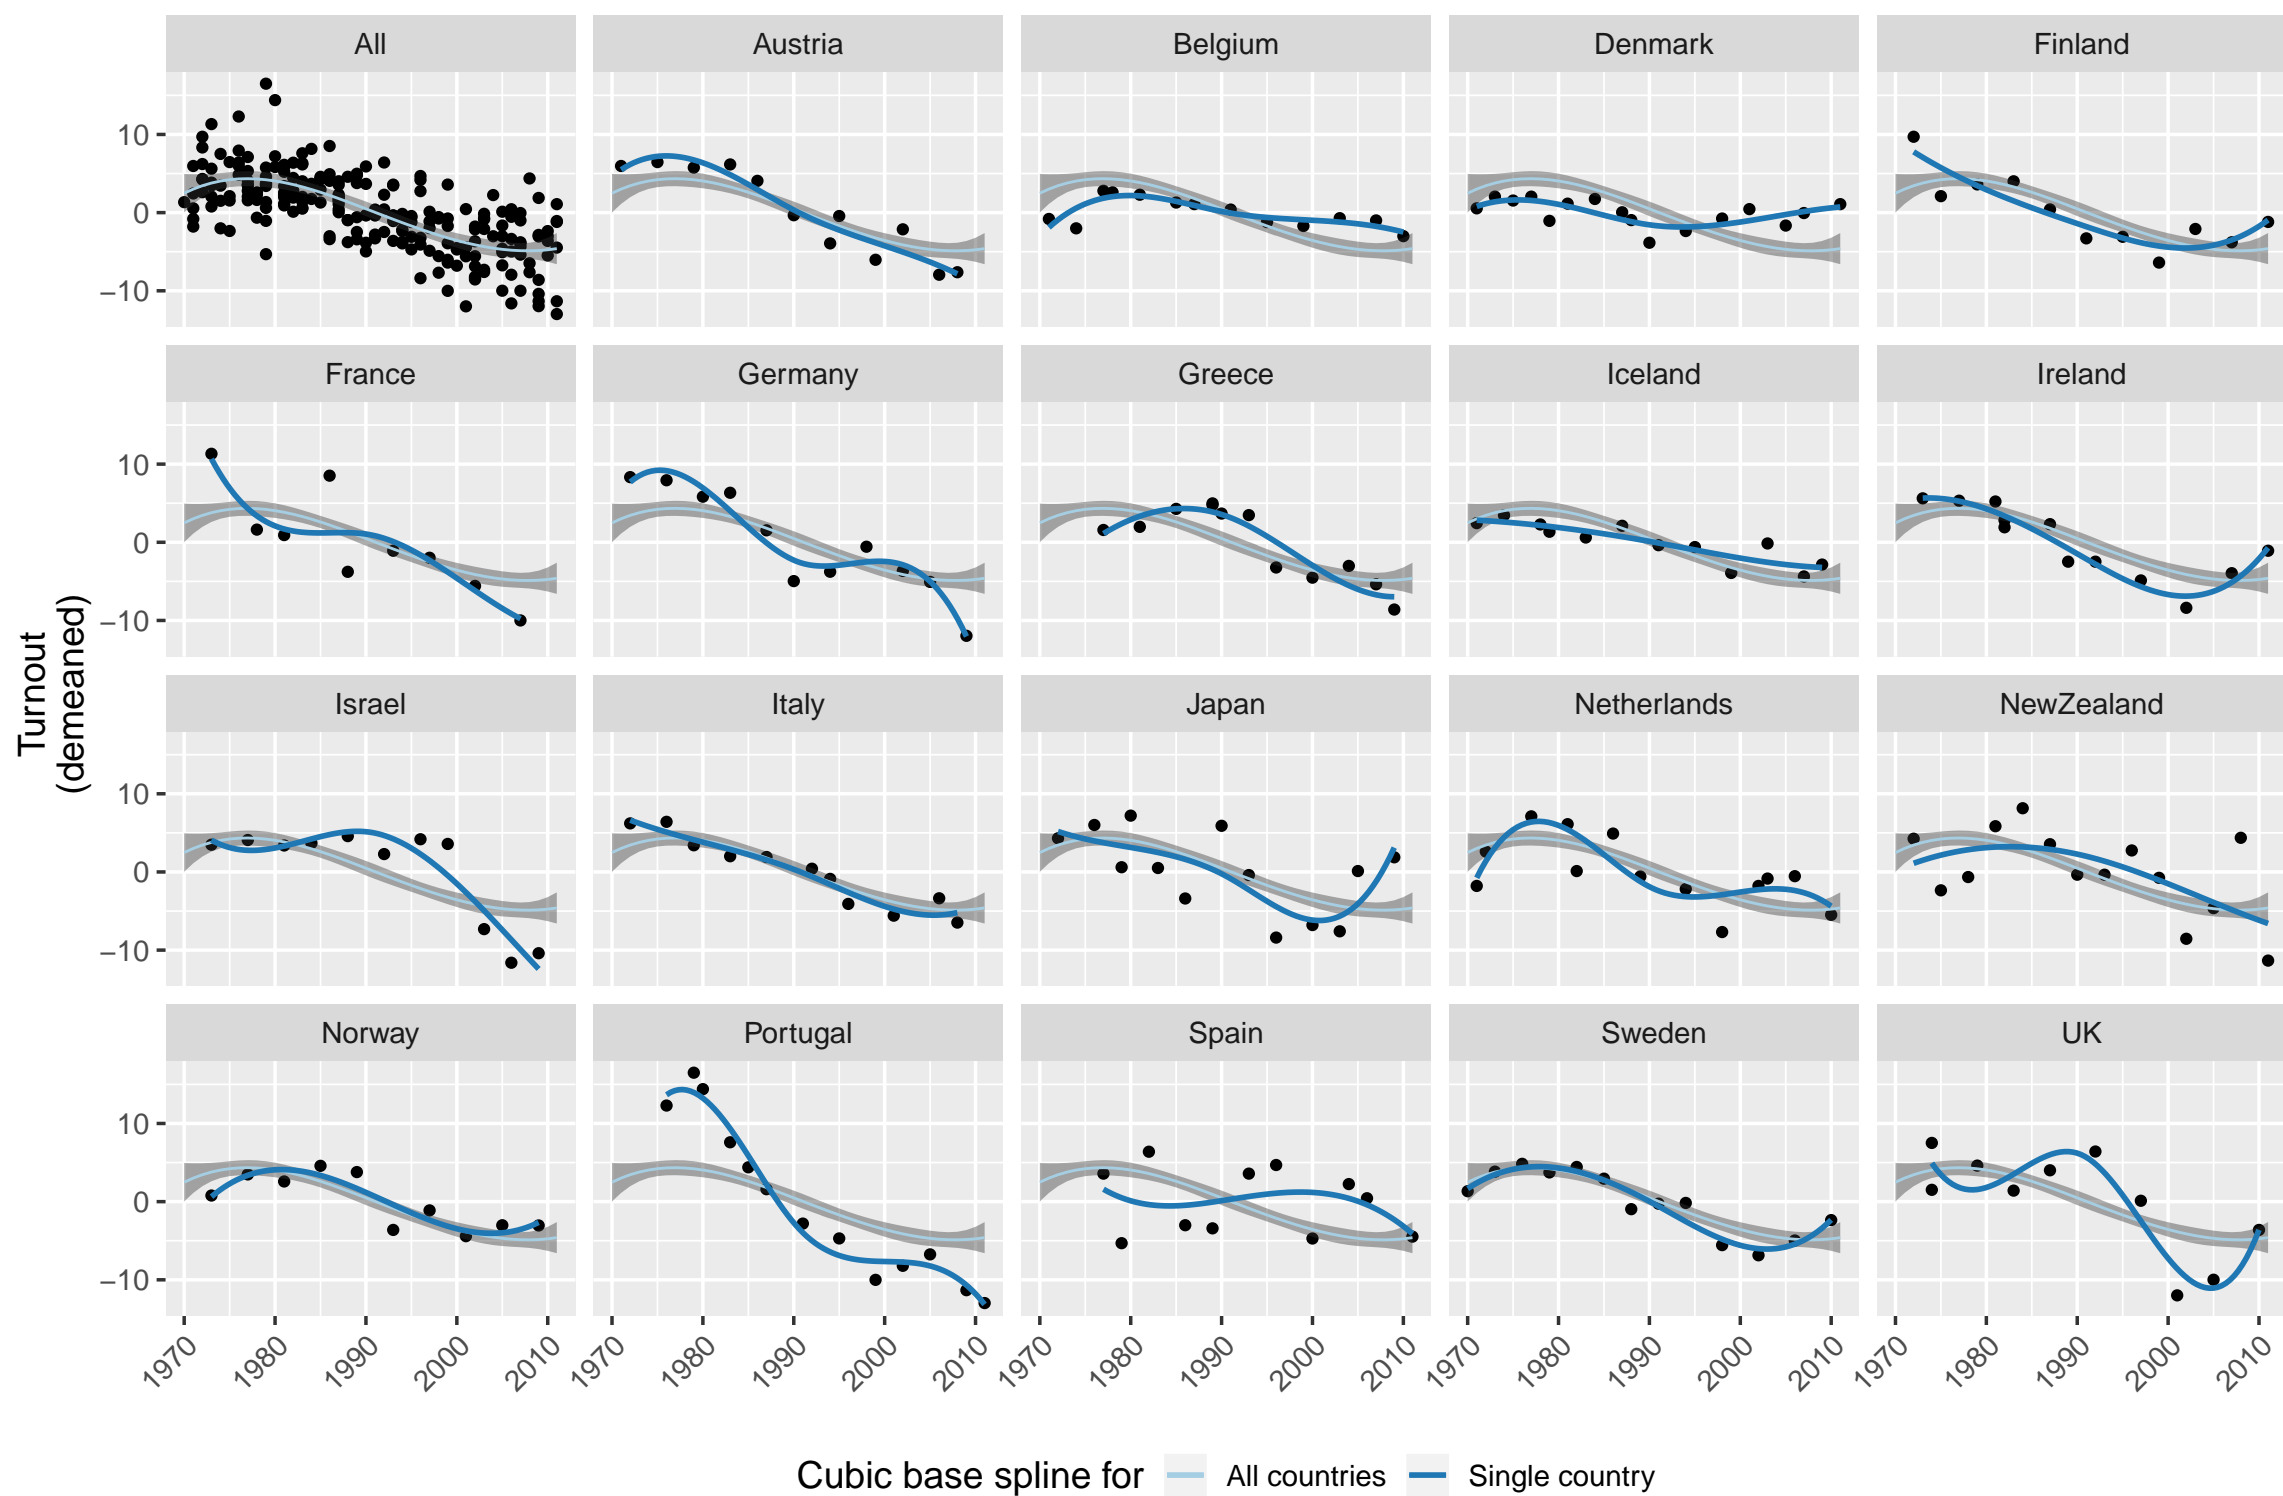 All Austria Belgium Denmark Finland
10
0
−10
France Germany Greece Iceland Ireland
10
0
−10
Turnout
(demeaned)
Israel Italy Japan Netherlands NewZealand
10
0
−10
Norway Portugal Spain Sweden UK
10
0
−10
1970 1980 1990 2000 2010 1970 1980 1990 2000 2010 1970 1980 1990 2000 2010 1970 1980 1990 2000 2010 1970 1980 1990 2000 2010
Cubic base spline for All countries Single country